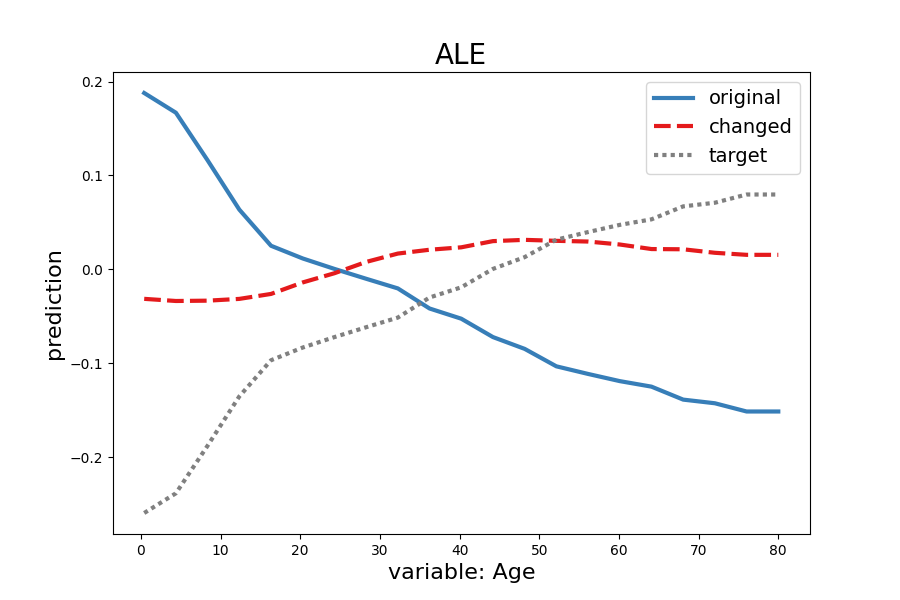 ALE
original
changed
target
prediction
0.2
0.1
0.0
−0.1
−0.2
0 10 20 30 40 50 60 70 80
variable: Age